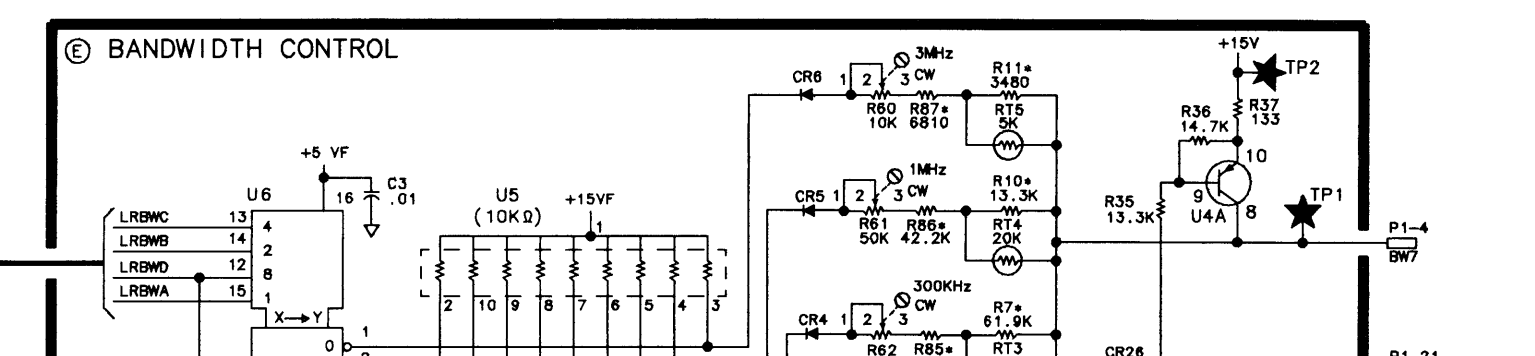 E BANDWIDTH CONTROL
+15V
TP2
3MHz
CW
CR6
1 2 3
R11*
3480
R60
10K
R87*
6810
RT5
5K
R36
14.7K
R37
133
10
9
8
U4A
R35
13.3K
TP1
P1-4
BW7
+5 VF
C3
.01
16
U6
U5
(10KΩ)
+15VF
1
1MHz
CW
CR5
1 2 3
R10*
13.3K
R61
50K
R86*
42.2K
RT4
20K
LRBWC 13 4
LRBWB 14 2
LRBWD 12 8
LRBWA 15 1
2 10 9 8 7 6 5 4 3
X→Y
0 1
300KHz
CW
CR4
1 2 3
R7*
61.9K
R62
R85*
RT3
CR26